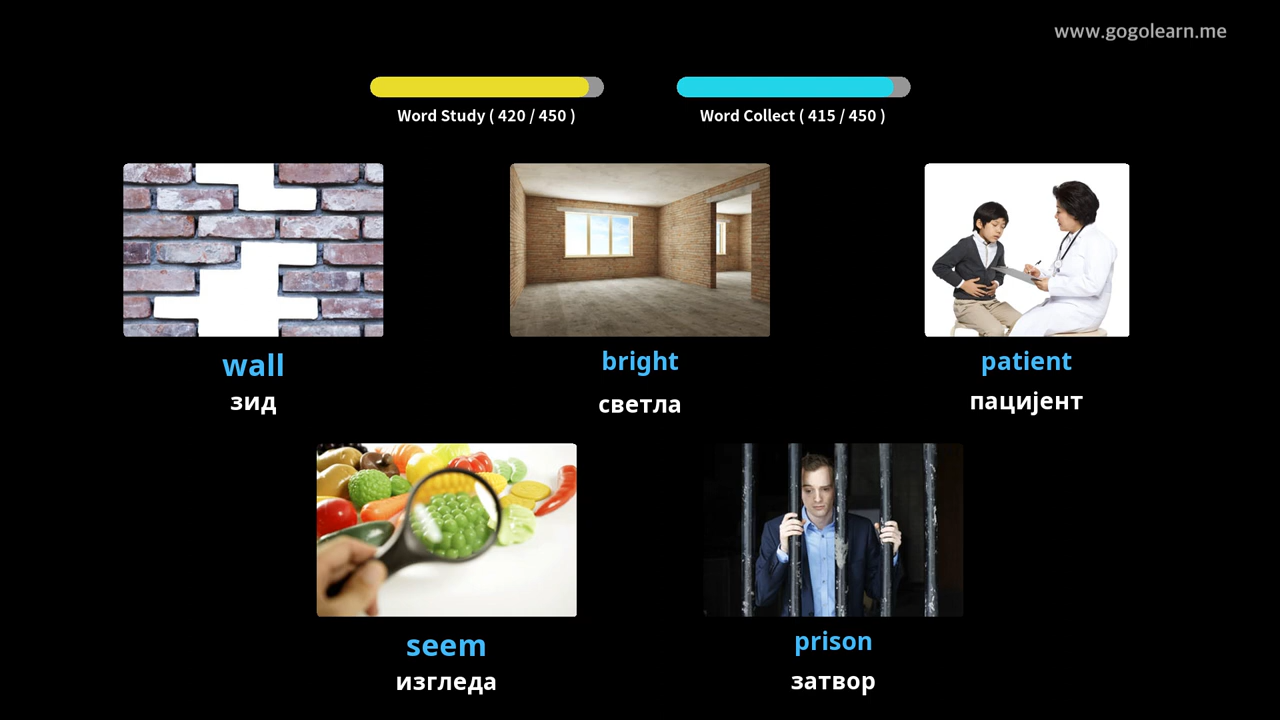 www.gogolearn.me
Word Study ( 420 / 450 )
Word Collect ( 415 / 450 )
wall
зид
bright
светла
patient
пацијент
seem
изгледа
prison
затвор